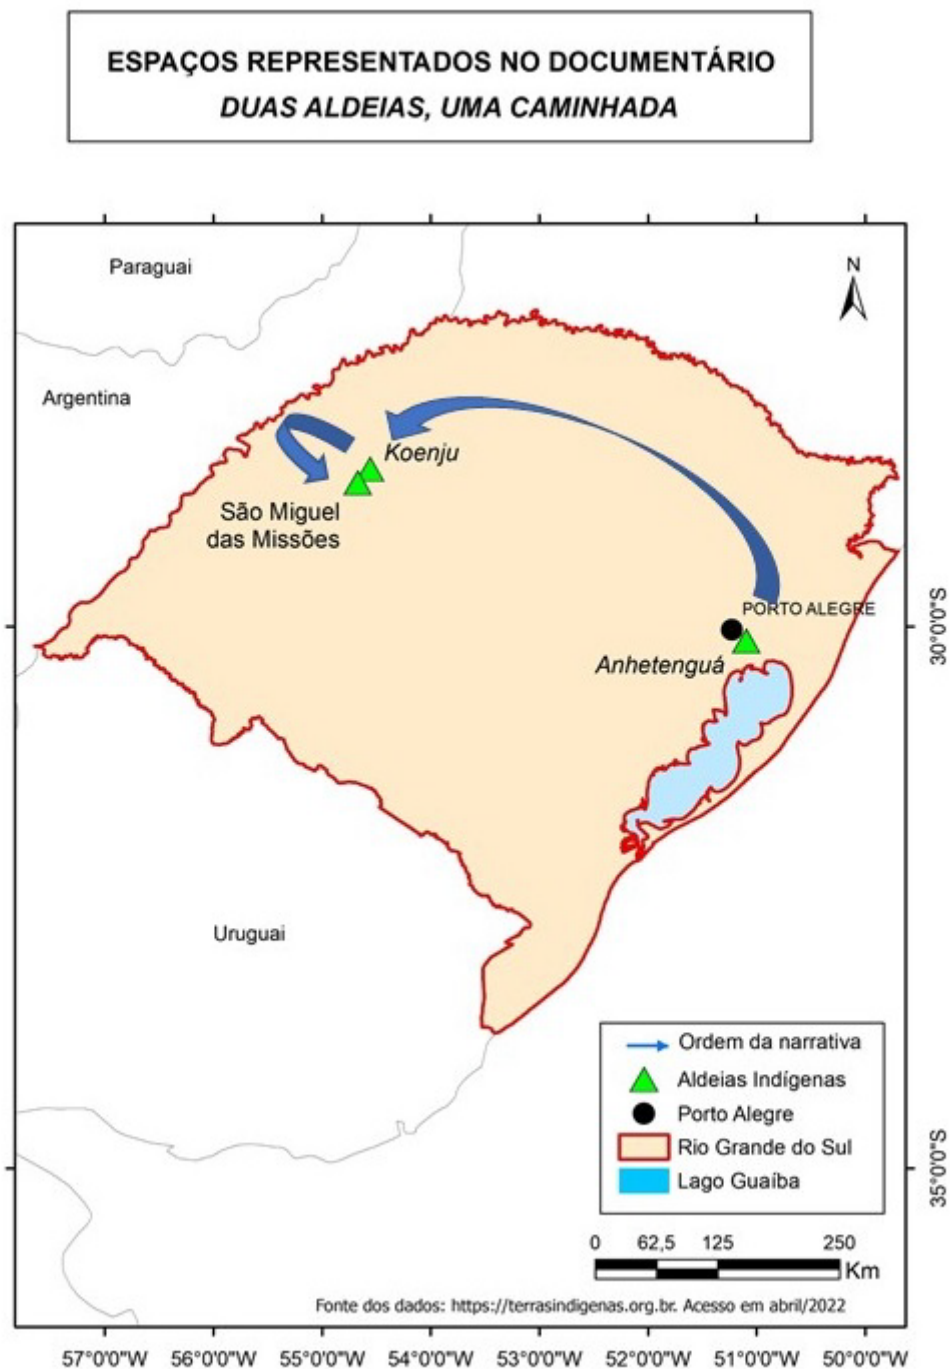 ESPAÇOS REPRESENTADOS NO DOCUMENTÁRIO
DUAS ALDEIAS, UMA CAMINHADA
Paraguai
N
Argentina
Koenju
São Miguel
das Missões
PORTO ALEGRE
Anhetenguá
30°0'0"S
Uruguai
Ordem da narrativa
Aldeias Indígenas
Porto Alegre
Rio Grande do Sul
Lago Guaíba
35°0'0"S
0 62,5 125 250
Km
Fonte dos dados: https://terrasindigenas.org.br. Acesso em abril/2022
57°0'0"W 56°0'0"W 55°0'0"W 54°0'0"W 53°0'0"W 52°0'0"W 51°0'0"W 50°0'0"W